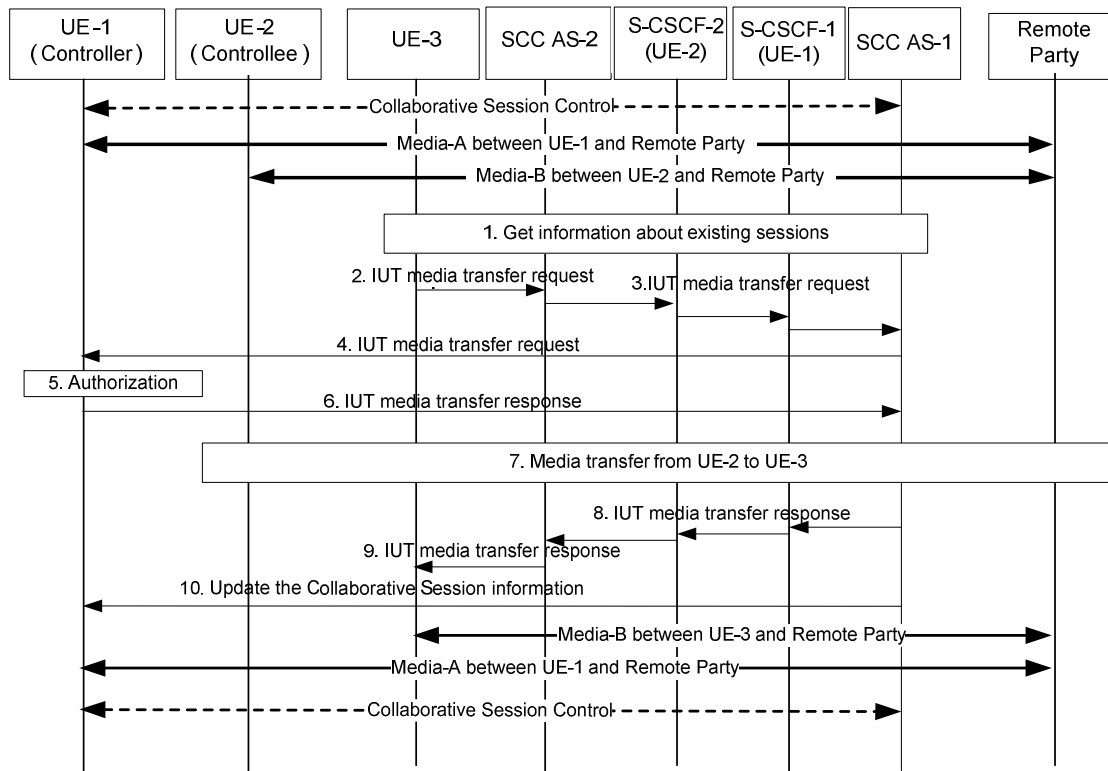 UE-1
( Controller )
UE-2
( Controllee )
UE-3
SCC AS-2
S-CSCF-2
(UE-2)
S-CSCF-1
(UE-1)
SCC AS-1
Remote
Party
Collaborative Session Control
Media-A between UE-1 and Remote Party
Media-B between UE-2 and Remote Party
1. Get information about existing sessions
2. IUT media transfer request
3.IUT media transfer request
4. IUT media transfer request
5. Authorization
6. IUT media transfer response
7. Media transfer from UE-2 to UE-3
8. IUT media transfer response
9. IUT media transfer response
10. Update the Collaborative Session information
Media-B between UE-3 and Remote Party
Media-A between UE-1 and Remote Party
Collaborative Session Control